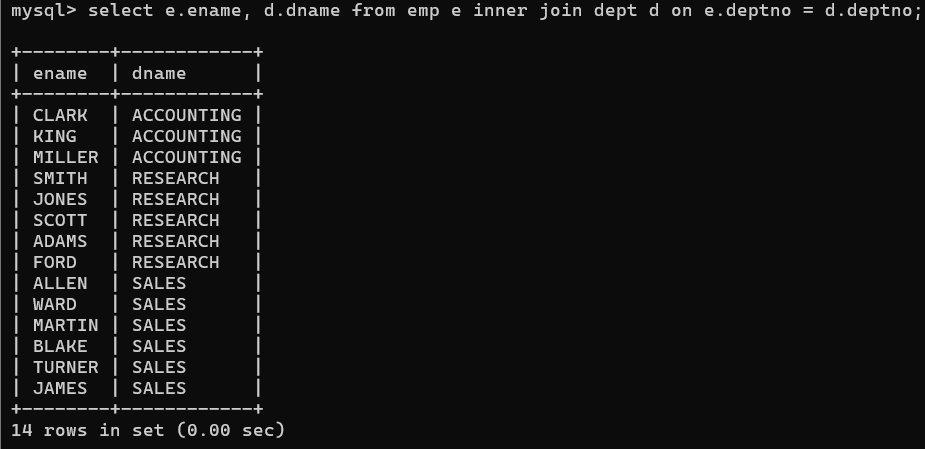 mysql> select e.ename, d.dname from emp e inner join dept d on e.deptno = d.deptno;
+--------+------------+
| ename  | dname      |
+--------+------------+
| CLARK  | ACCOUNTING |
| KING   | ACCOUNTING |
| MILLER | ACCOUNTING |
| SMITH  | RESEARCH   |
| JONES  | RESEARCH   |
| SCOTT  | RESEARCH   |
| ADAMS  | RESEARCH   |
| FORD   | RESEARCH   |
| ALLEN  | SALES      |
| WARD   | SALES      |
| MARTIN | SALES      |
| BLAKE  | SALES      |
| TURNER | SALES      |
| JAMES  | SALES      |
+--------+------------+
14 rows in set (0.00 sec)